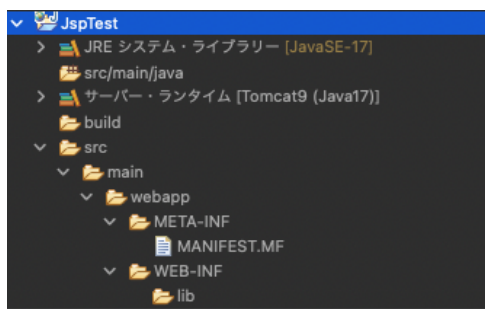 JspTest
JRE システム・ライブラリー [JavaSE-17]
src/main/java
サーバー・ランタイム [Tomcat9 (Java17)]
build
src
main
webapp
META-INF
MANIFEST.MF
WEB-INF
lib